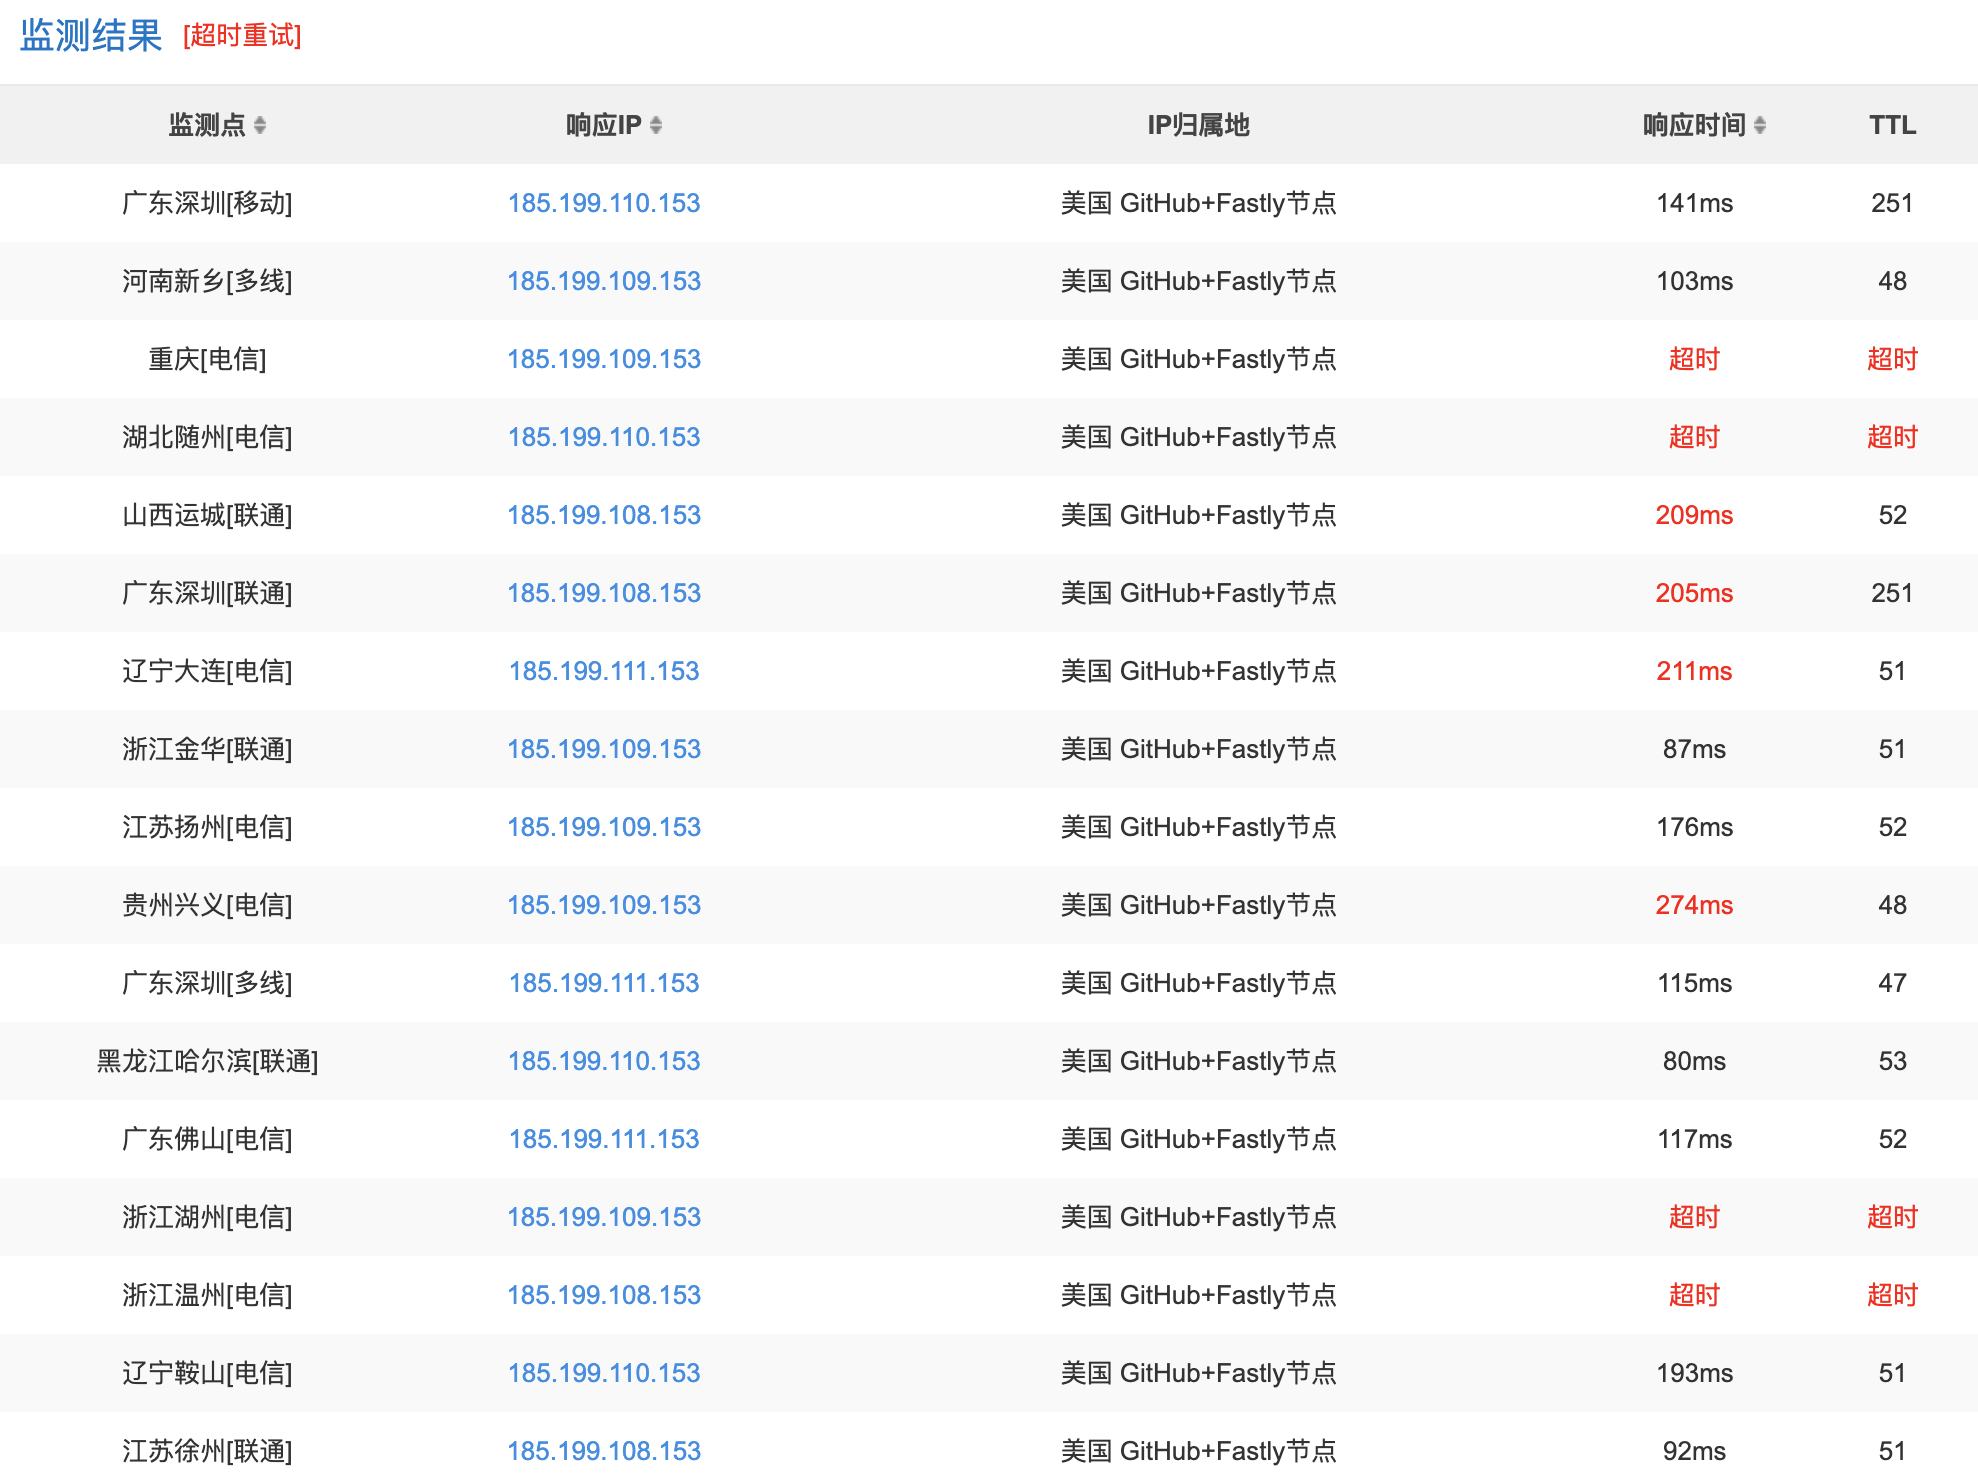 监测结果 [超时重试]
监测点 响应IP IP归属地 响应时间 TTL
广东深圳[移动] 185.199.110.153 美国 GitHub+Fastly节点 141ms 251
河南新乡[多线] 185.199.109.153 美国 GitHub+Fastly节点 103ms 48
重庆[电信] 185.199.109.153 美国 GitHub+Fastly节点 超时 超时
湖北随州[电信] 185.199.110.153 美国 GitHub+Fastly节点 超时 超时
山西运城[联通] 185.199.108.153 美国 GitHub+Fastly节点 209ms 52
广东深圳[联通] 185.199.108.153 美国 GitHub+Fastly节点 205ms 251
辽宁大连[电信] 185.199.111.153 美国 GitHub+Fastly节点 211ms 51
浙江金华[联通] 185.199.109.153 美国 GitHub+Fastly节点 87ms 51
江苏扬州[电信] 185.199.109.153 美国 GitHub+Fastly节点 176ms 52
贵州兴义[电信] 185.199.109.153 美国 GitHub+Fastly节点 274ms 48
广东深圳[多线] 185.199.111.153 美国 GitHub+Fastly节点 115ms 47
黑龙江哈尔滨[联通] 185.199.110.153 美国 GitHub+Fastly节点 80ms 53
广东佛山[电信] 185.199.111.153 美国 GitHub+Fastly节点 117ms 52
浙江湖州[电信] 185.199.109.153 美国 GitHub+Fastly节点 超时 超时
浙江温州[电信] 185.199.108.153 美国 GitHub+Fastly节点 超时 超时
辽宁鞍山[电信] 185.199.110.153 美国 GitHub+Fastly节点 193ms 51
江苏徐州[联通] 185.199.108.153 美国 GitHub+Fastly节点 92ms 51